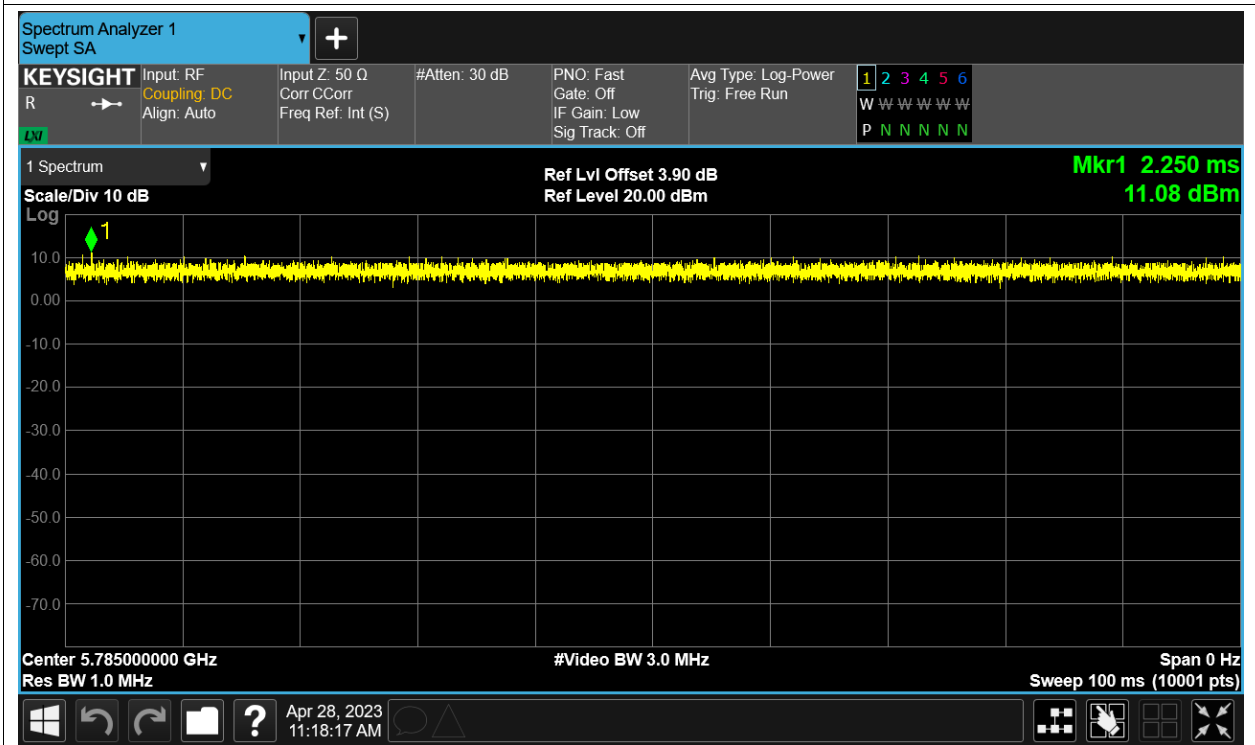 Spectrum Analyzer 1
Swept SA
KEYSIGHT
R
LXI
Input: RF
Coupling: DC
Align: Auto
Input Z: 50 Ω
Corr CCorr
Freq Ref: Int (S)
#Atten: 30 dB
PNO: Fast
Gate: Off
IF Gain: Low
Sig Track: Off
Avg Type: Log-Power
Trig: Free Run
1 2 3 4 5 6
W W W W W W
P N N N N N
1 Spectrum
Scale/Div 10 dB
Ref Lvl Offset 3.90 dB
Ref Level 20.00 dBm
Mkr1 2.250 ms
11.08 dBm
Log
1
10.0
0.00
-10.0
-20.0
-30.0
-40.0
-50.0
-60.0
-70.0
Center 5.785000000 GHz
Res BW 1.0 MHz
#Video BW 3.0 MHz
Span 0 Hz
Sweep 100 ms (10001 pts)
?
Apr 28, 2023
11:18:17 AM